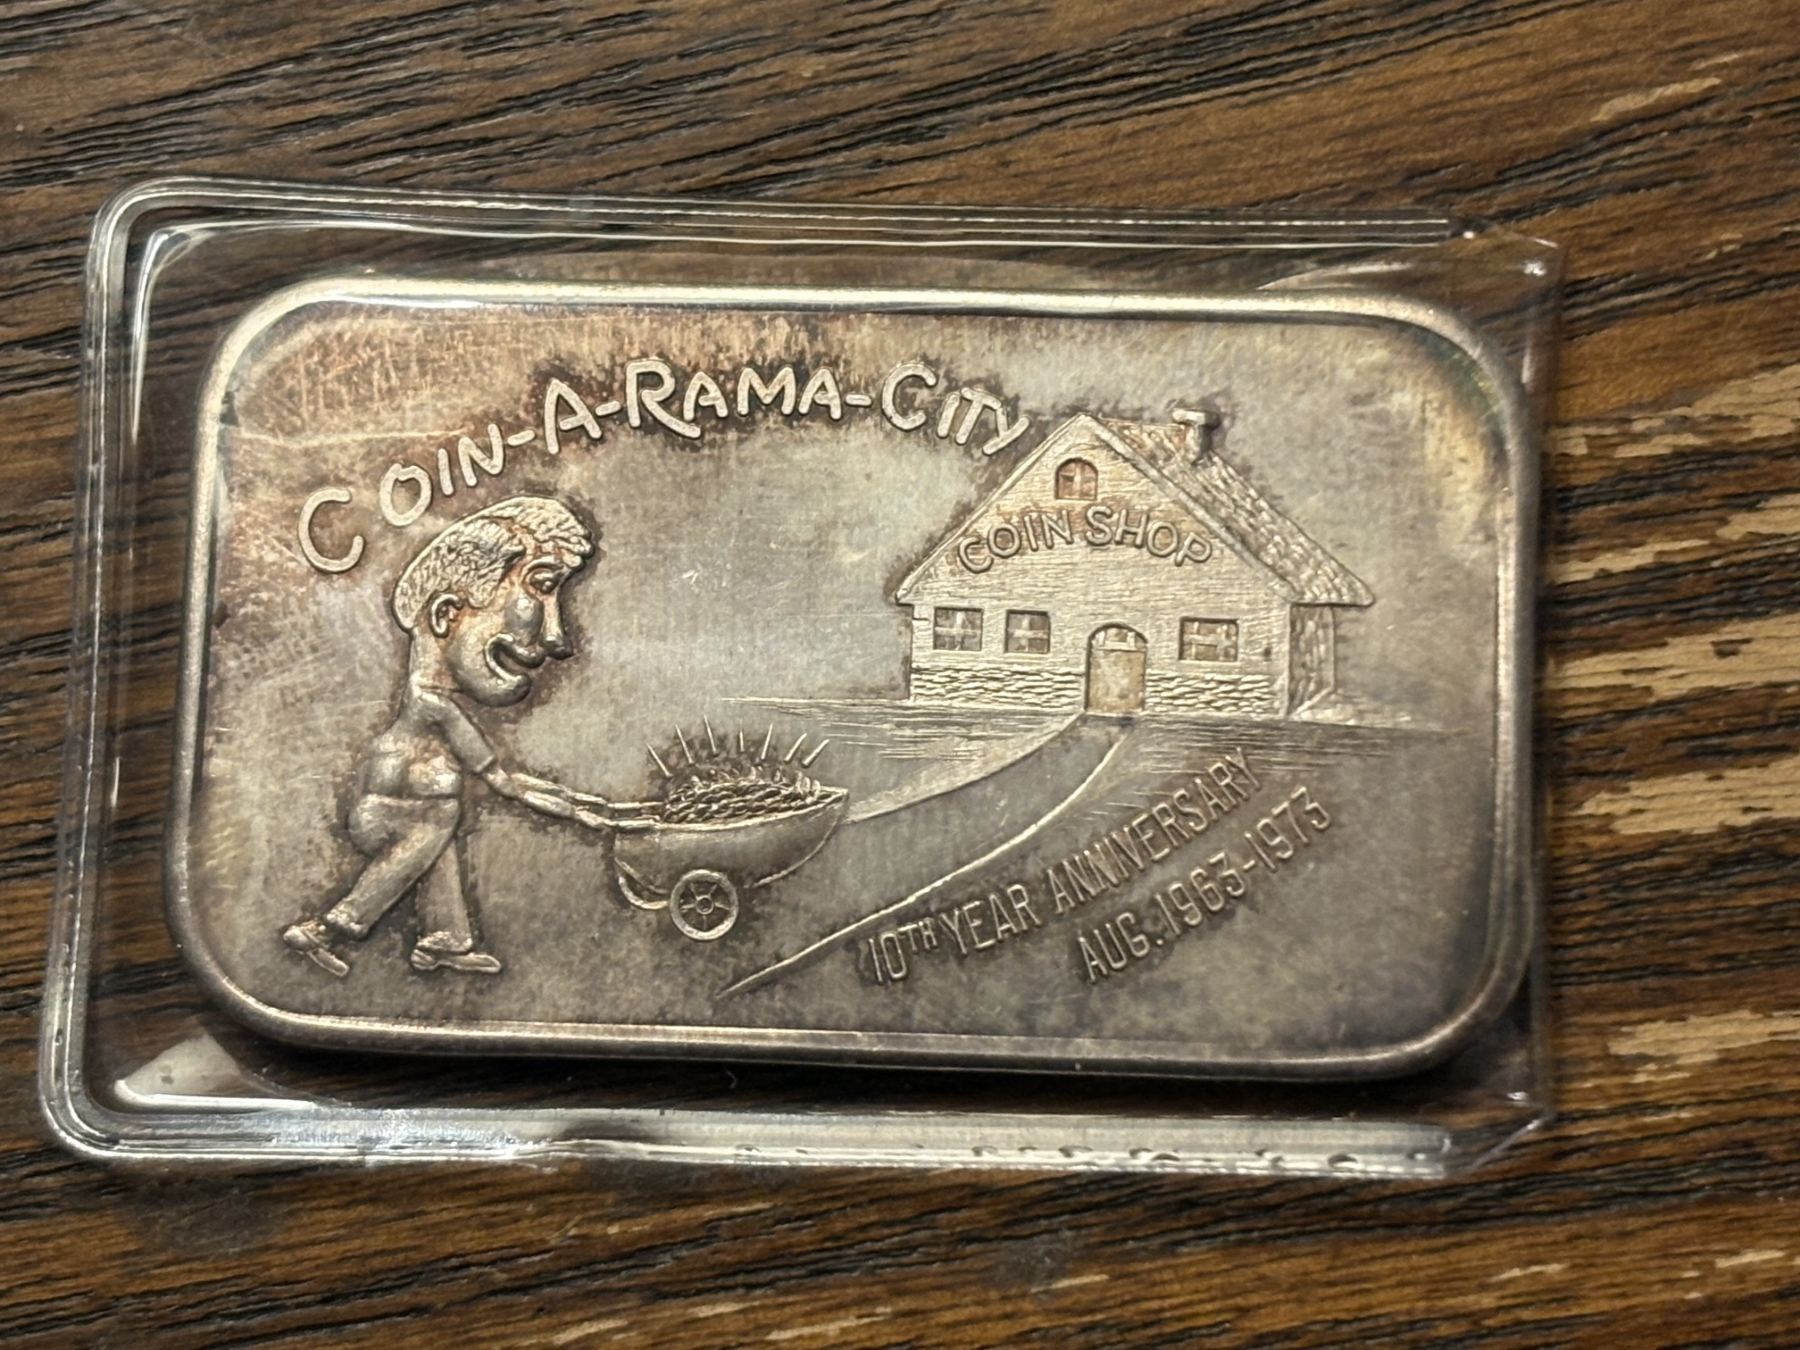 COIN-A-RAMA-CITY
COIN SHOP
10TH YEAR ANNIVERSARY
AUG. 1963-1973